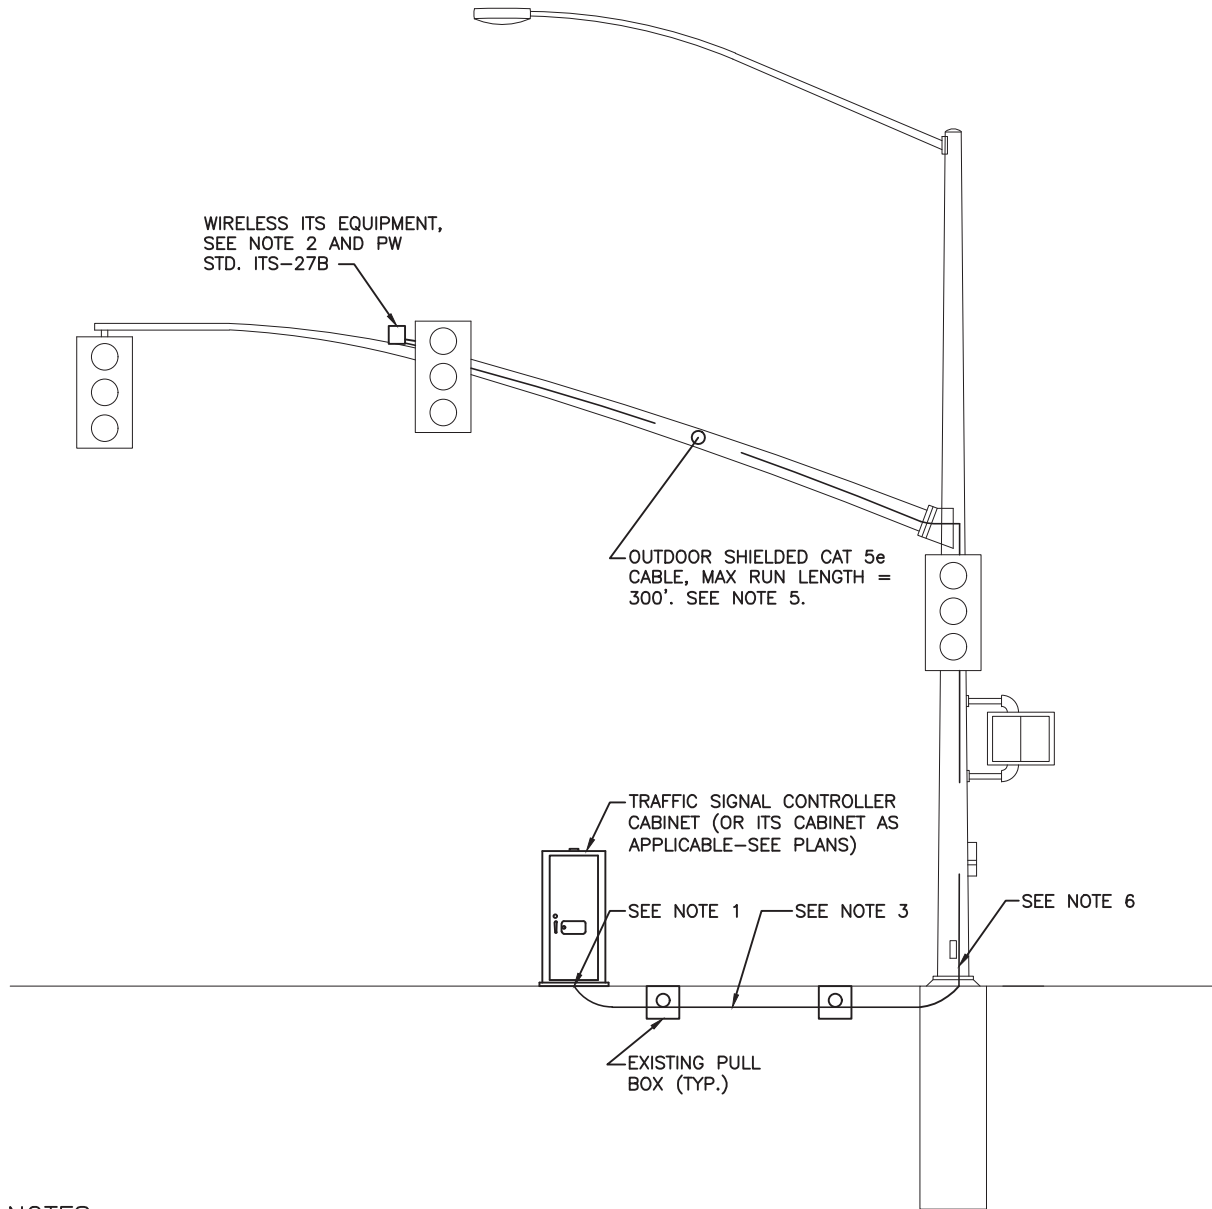 WIRELESS ITS EQUIPMENT,
SEE NOTE 2 AND PW
STD. ITS-27B
OUTDOOR SHIELDED CAT 5e
CABLE, MAX RUN LENGTH =
300'. SEE NOTE 5.
TRAFFIC SIGNAL CONTROLLER
CABINET (OR ITS CABINET AS
APPLICABLE-SEE PLANS)
SEE NOTE 1
SEE NOTE 3
SEE NOTE 6
EXISTING PULL
BOX (TYP.)